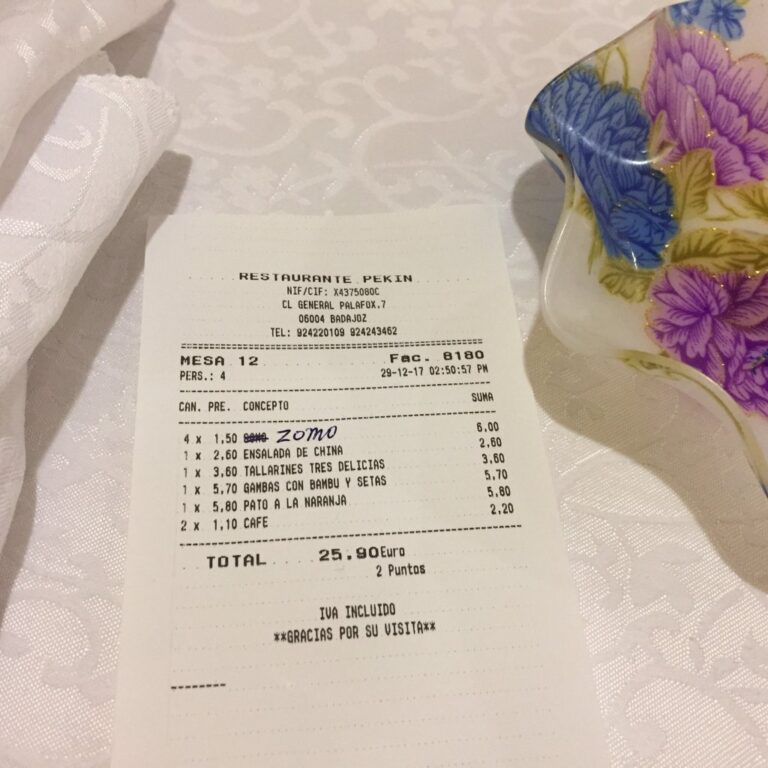 RESTAURANTE PEKIN
NIF/CIF: X4375080C
CL GENERAL PALAFOX,7
06004 BADAJOZ
TEL: 924220109 924243462
MESA 12 Fac. 8180
PERS.: 4 29-12-17 02:50:57 PM
CAN. PRE. CONCEPTO SUMA
4 x 1,50 ZOMO 6,00
1 x 2,60 ENSALADA DE CHINA 2,60
1 x 3,60 TALLARINES TRES DELICIAS 3,60
1 x 5,70 GAMBAS CON BAMBU Y SETAS 5,70
1 x 5,80 PATO A LA NARANJA 5,80
2 x 1,10 CAFE 2,20
TOTAL 25,90Euro
2 Puntos
IVA INCLUIDO
**GRACIAS POR SU VISITA**